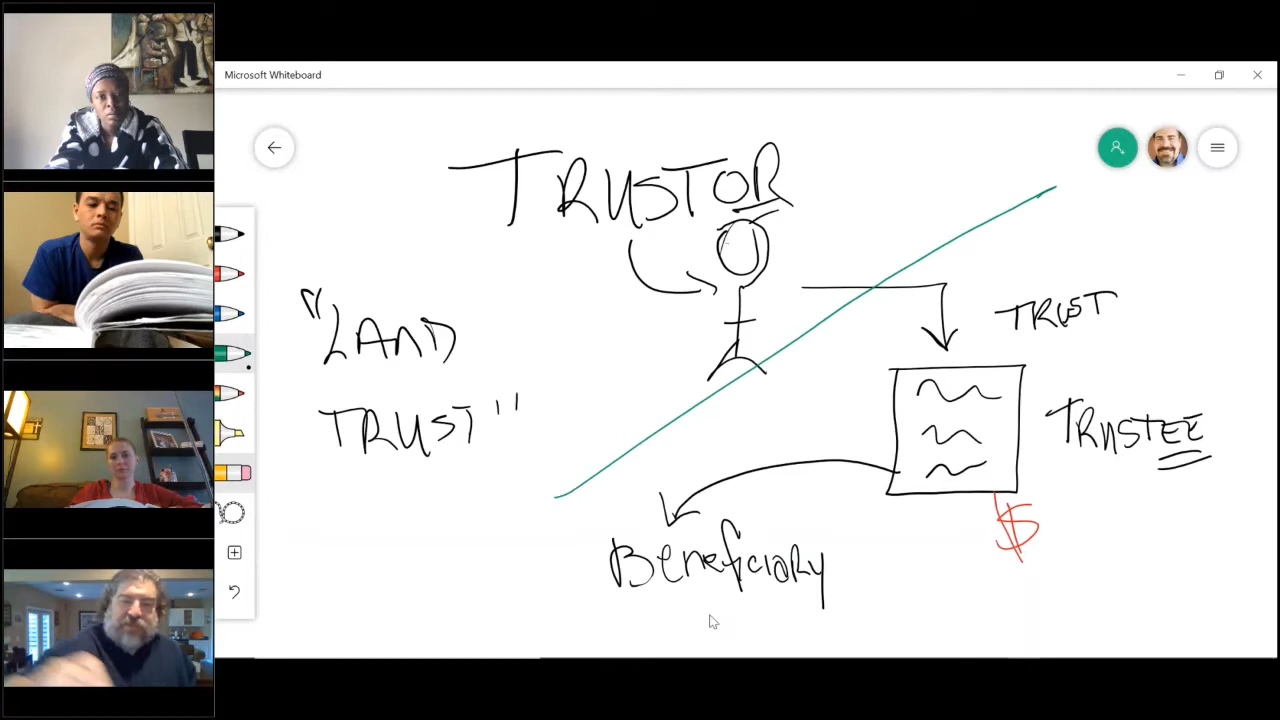 Microsoft Whiteboard
TRUSTOR
"LAND
TRUST"
TRUST
TRUSTEE
$
Beneficiary